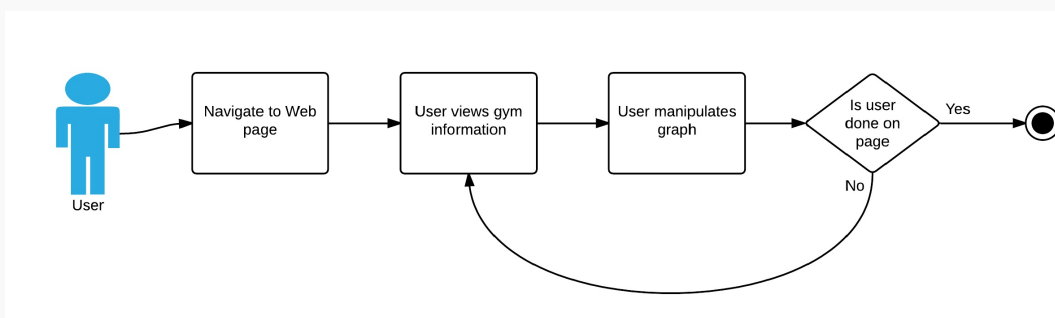 Navigate to Web
page
User views gym
information
User manipulates
graph
Is user
done on
page
Yes
No
User